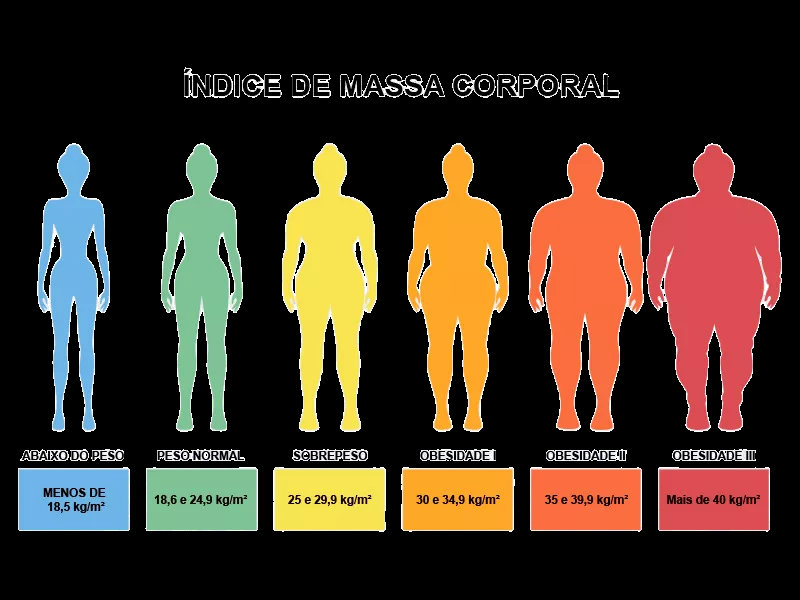 ÍNDICE DE MASSA CORPORAL
ABAIXO DO PESO
PESO NORMAL
SOBREPESO
OBESIDADE I
OBESIDADE II
OBESIDADE III
MENOS DE
18,5 kg/m²
18,6 e 24,9 kg/m²
25 e 29,9 kg/m²
30 e 34,9 kg/m²
35 e 39,9 kg/m²
Mais de 40 kg/m²